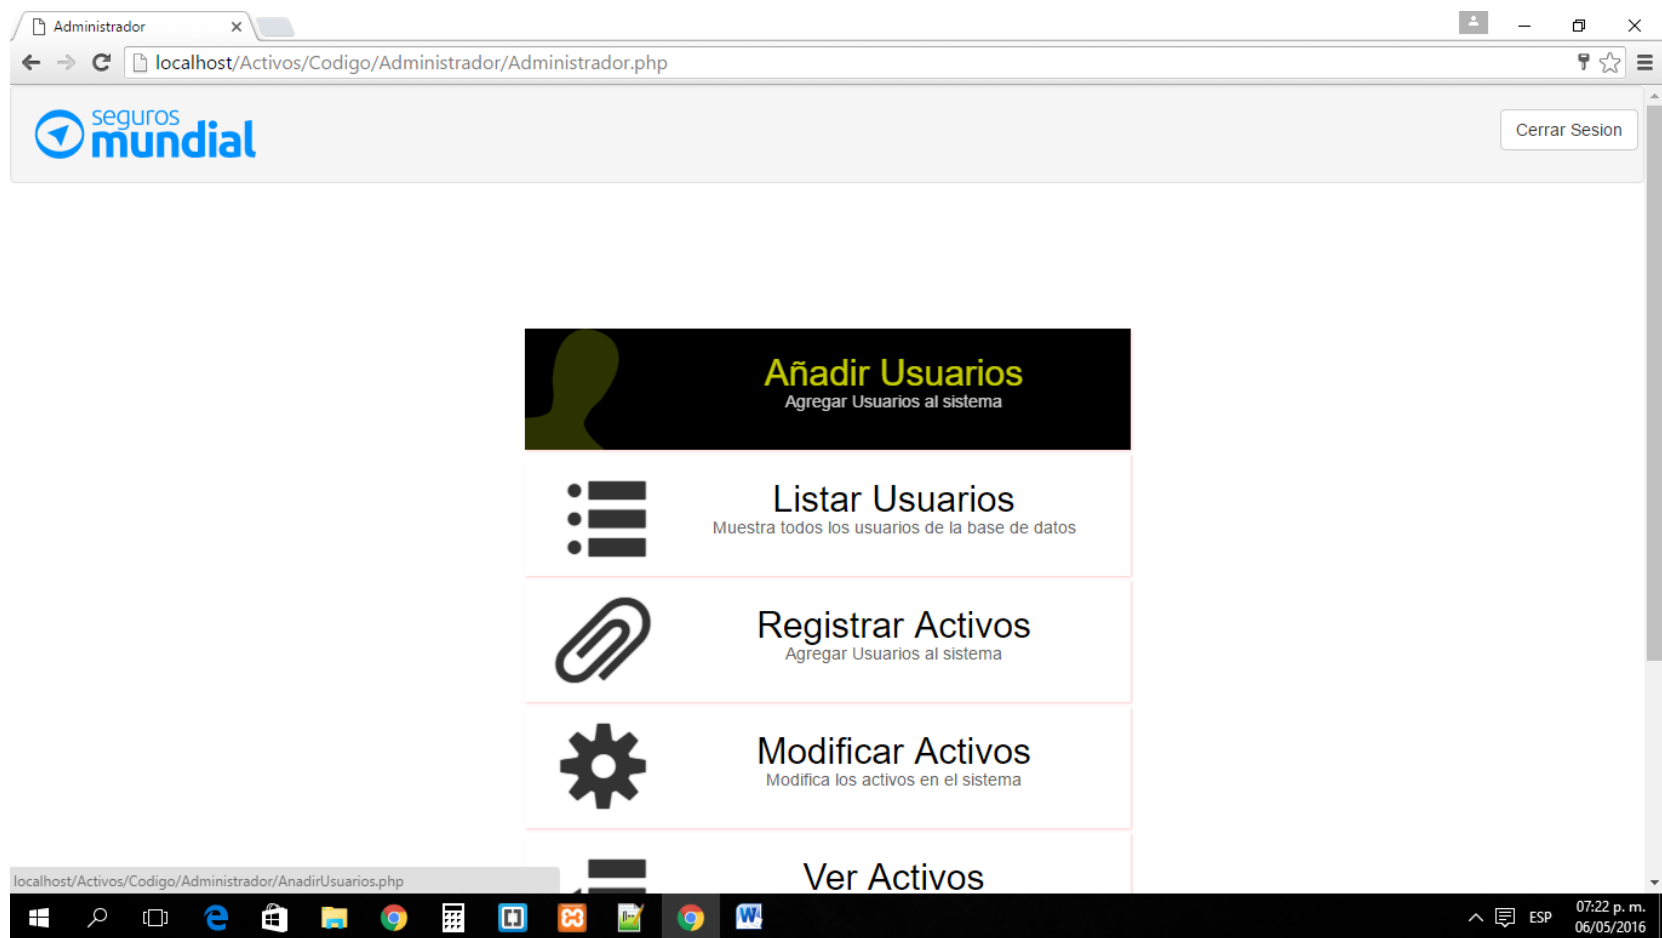 Administrador
localhost/Activos/Codigo/Administrador/Administrador.php
seguros
mundial
Cerrar Sesion
Añadir Usuarios
Agregar Usuarios al sistema
Listar Usuarios
Muestra todos los usuarios de la base de datos
Registrar Activos
Agregar Usuarios al sistema
Modificar Activos
Modifica los activos en el sistema
Ver Activos
localhost/Activos/Codigo/Administrador/AnadirUsuarios.php
ESP
07:22 p. m.
06/05/2016